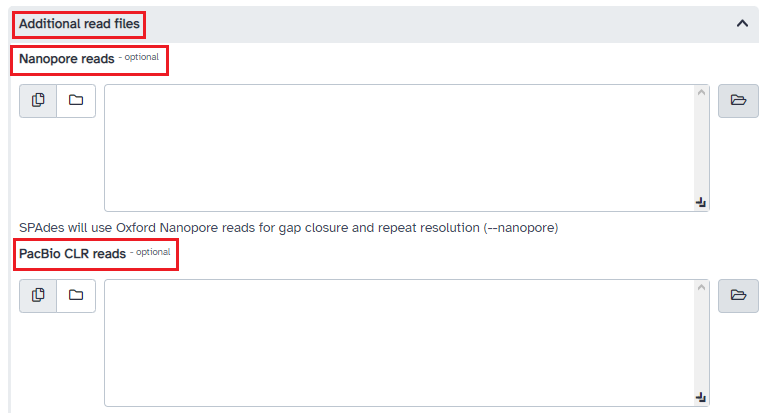 Additional read files
Nanopore reads - optional
SPAdes will use Oxford Nanopore reads for gap closure and repeat resolution (--nanopore)
PacBio CLR reads - optional